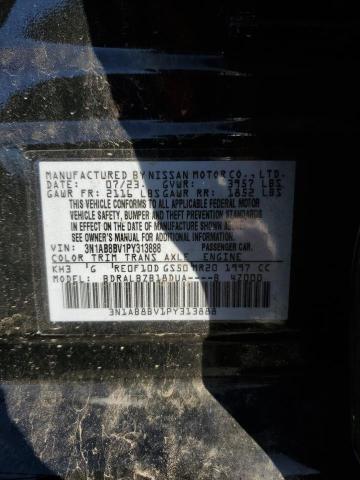 MANUFACTURED BY NISSAN MOTOR CO., LTD.
DATE: 07/23. GVWR: 3957 LBS
GAWR FR: 2116 LBS GAWR RR: 1852 LBS
THIS VEHICLE CONFORMS TO ALL APPLICABLE
U.S. FEDERAL MOTOR
VEHICLE SAFETY, BUMPER AND THEFT PREVENTION
STANDARDS IN EFFECT ON THE
DATE OF MANUFACTURE SHOWN ABOVE.
SEE OWNER'S MANUAL FOR
VIN: 3N1AB8BV1PY313888 PASSENGER CAR.
COLOR TRIM TRANS AXLE ENGINE
KH3 G RE0F10D GS50 MR20 1997 CC
MODEL: BDRALBZB18DUA----B 4Z000
3N1AB8BV1PY313888